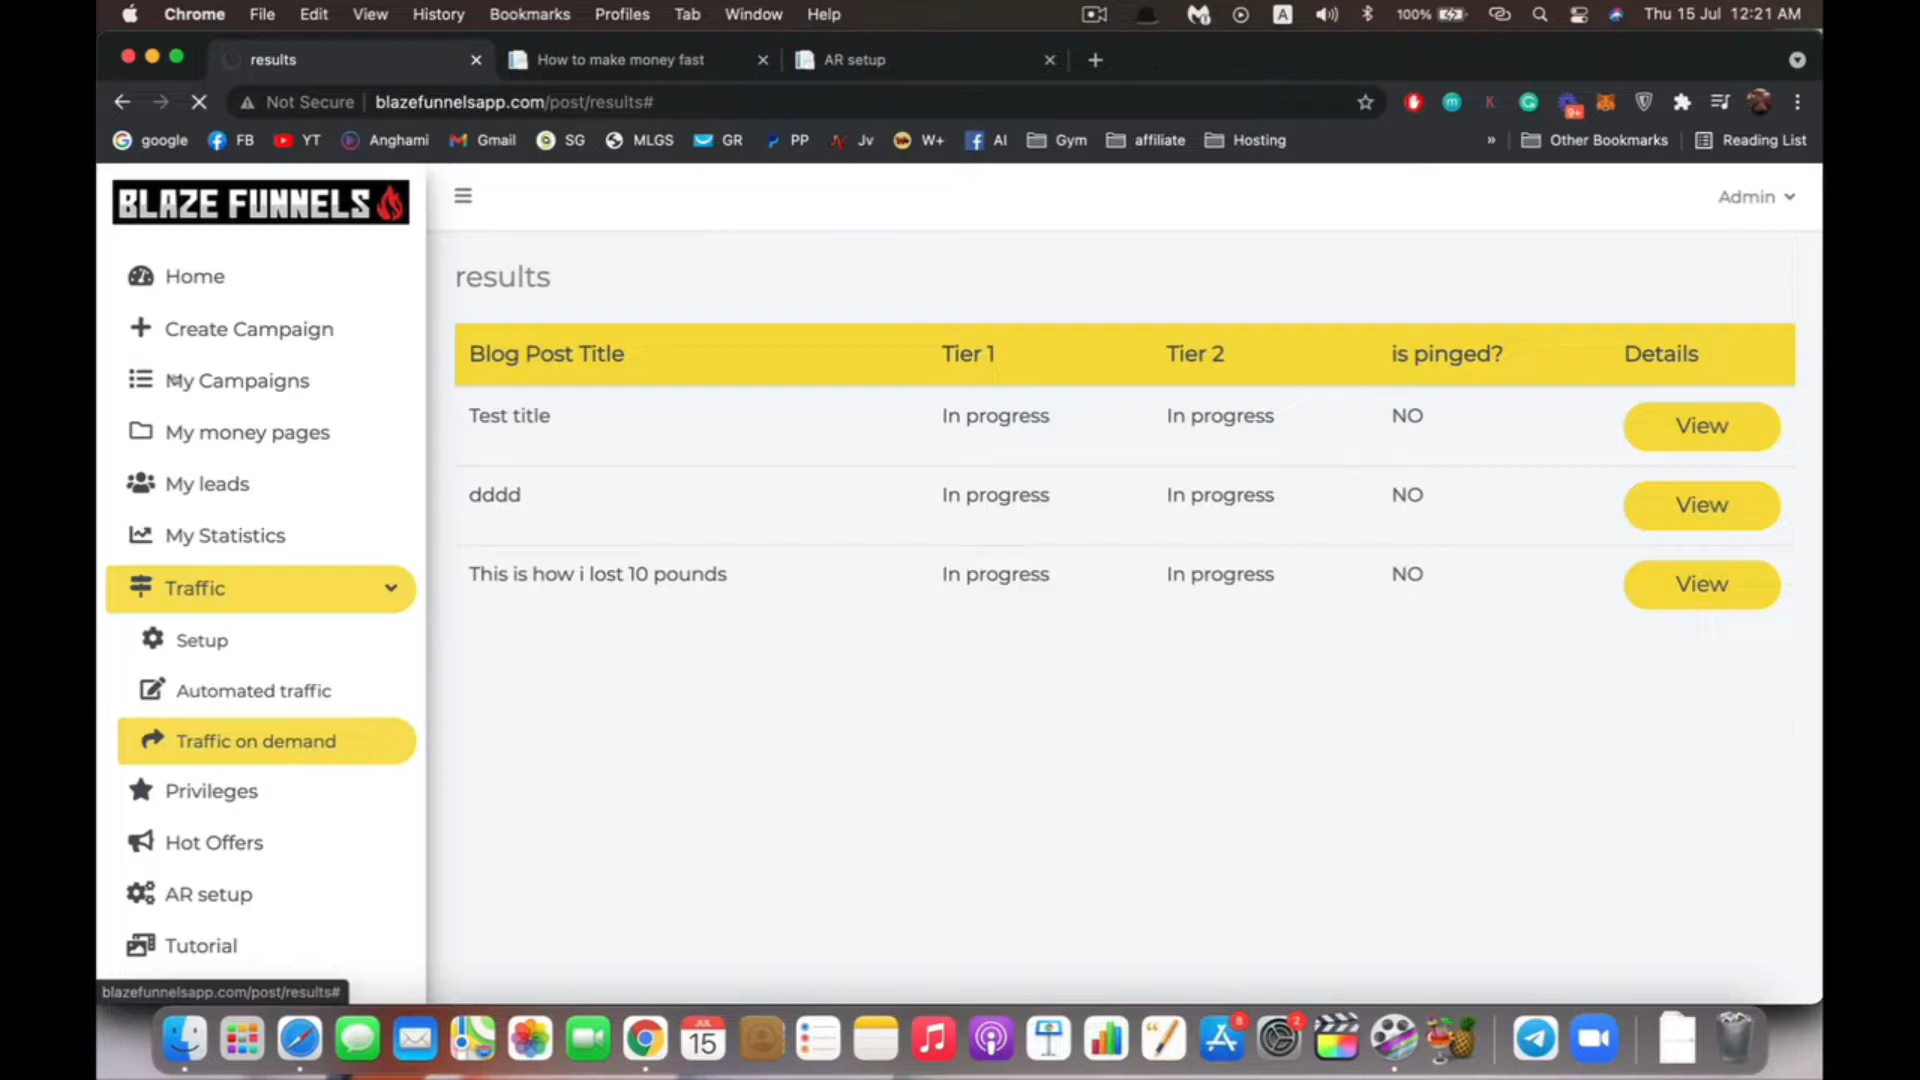 Chrome File Edit View History Bookmarks Profiles Tab Window Help A 100% Thu 15 Jul 12:21 AM
results How to make money fast AR setup
Not Secure blazefunnelsapp.com/post/results#
google FB YT Anghami Gmail SG MLGS GR PP Jv W+ AI Gym affiliate Hosting » Other Bookmarks Reading List
BLAZE FUNNELS
Admin
Home
Create Campaign
My Campaigns
My money pages
My leads
My Statistics
Traffic
Setup
Automated traffic
Traffic on demand
Privileges
Hot Offers
AR setup
Tutorial
results
Blog Post Title Tier 1 Tier 2 is pinged? Details
Test title In progress In progress NO View
dddd In progress In progress NO View
This is how i lost 10 pounds In progress In progress NO View
blazefunnelsapp.com/post/results#
JUL
15
8
2